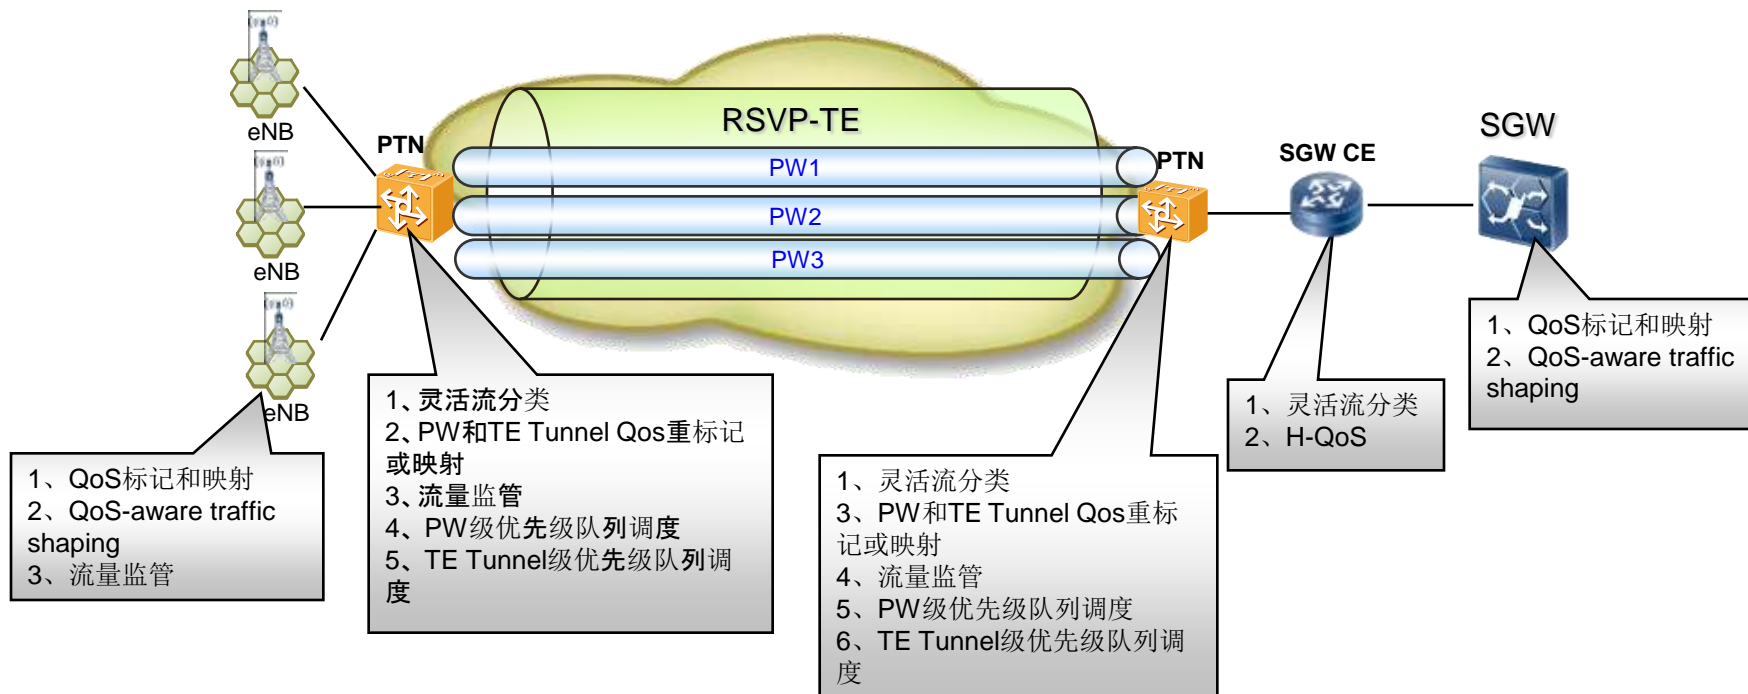 eNB
eNB
eNB
PTN
RSVP-TE
PW1
PW2
PW3
PTN
SGW CE
SGW
1、QoS标记和映射
2、QoS-aware traffic
shaping
3、流量监管
1、灵活流分类
2、PW和TE Tunnel Qos重标记
或映射
3、流量监管
4、PW级优先级队列调度
5、TE Tunnel级优先级队列调
度
1、灵活流分类
3、PW和TE Tunnel Qos重标
记或映射
4、流量监管
5、PW级优先级队列调度
6、TE Tunnel级优先级队列调
度
1、灵活流分类
2、H-QoS
1、QoS标记和映射
2、QoS-aware traffic
shaping